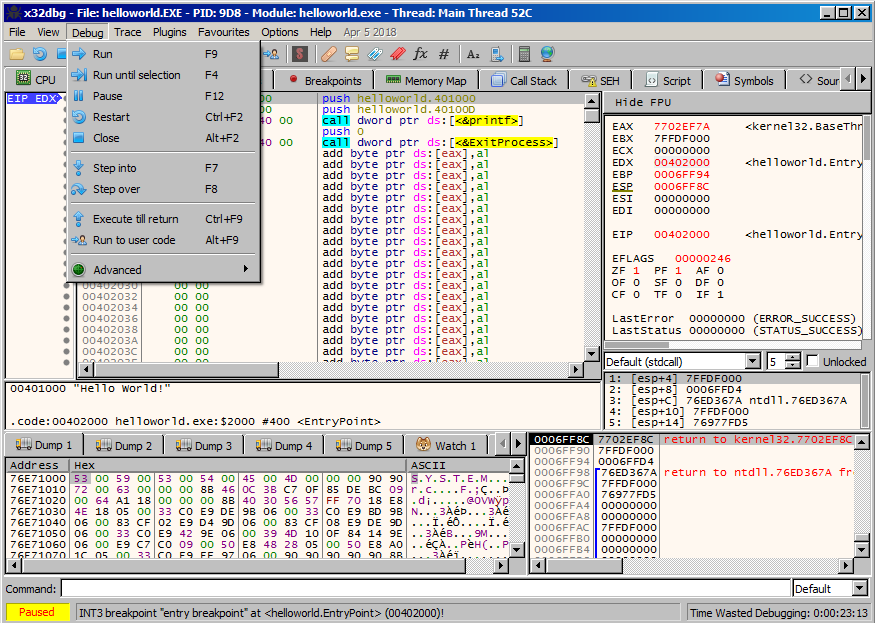 x32dbg - File: helloworld.EXE - PID: 9D8 - Module: helloworld.exe - Thread: Main Thread 52C
File View Debug Trace Plugins Favourites Options Help Apr 5 2018
fx # A2
CPU Breakpoints Memory Map Call Stack SEH Script Symbols Sour
Run F9
Run until selection F4
Pause F12
Restart Ctrl+F2
Close Alt+F2
Step into F7
Step over F8
Execute till return Ctrl+F9
Run to user code Alt+F9
Advanced
EIP EDX
00 push helloworld.401000
00 push helloworld.40100D
40 00 call dword ptr ds:[<&printf>]
push 0
40 00 call dword ptr ds:[<&ExitProcess>]
add byte ptr ds:[eax],al
add byte ptr ds:[eax],al
add byte ptr ds:[eax],al
add byte ptr ds:[eax],al
add byte ptr ds:[eax],al
add byte ptr ds:[eax],al
add byte ptr ds:[eax],al
add byte ptr ds:[eax],al
add byte ptr ds:[eax],al
add byte ptr ds:[eax],al
add byte ptr ds:[eax],al
add byte ptr ds:[eax],al
00402030 00 00 add byte ptr ds:[eax],al
00402032 00 00 add byte ptr ds:[eax],al
00402034 00 00 add byte ptr ds:[eax],al
00402036 00 00 add byte ptr ds:[eax],al
00402038 00 00 add byte ptr ds:[eax],al
0040203A 00 00 add byte ptr ds:[eax],al
0040203C 00 00 add byte ptr ds:[eax],al
Hide FPU
EAX 7702EF7A <kernel32.BaseThr
EBX 7FFDF000
ECX 00000000
EDX 00402000 <helloworld.Entry
EBP 0006FF94
ESP 0006FF8C
ESI 00000000
EDI 00000000
EIP 00402000 <helloworld.Entry
EFLAGS 00000246
ZF 1 PF 1 AF 0
OF 0 SF 0 DF 0
CF 0 TF 0 IF 1
LastError 00000000 (ERROR_SUCCESS)
LastStatus 00000000 (STATUS_SUCCESS)
Default (stdcall) 5 Unlocked
1: [esp+4] 7FFDF000
2: [esp+8] 0006FFD4
3: [esp+C] 76ED367A ntdll.76ED367A
4: [esp+10] 7FFDF000
5: [esp+14] 76977FD5
00401000 "Hello World!"
.code:00402000 helloworld.exe:$2000 #400 <EntryPoint>
Dump 1 Dump 2 Dump 3 Dump 4 Dump 5 Watch 1
Address Hex ASCII
76E71000 53 00 59 00 53 00 54 00 45 00 4D 00 00 00 90 90 S.Y.S.T.E.M...
76E71010 72 00 63 00 00 00 8B 46 0C 3B C7 0F 85 DE BC 09
76E71020 00 64 A1 18 00 00 00 8B 40 30 56 57 FF 70 18 E8
76E71030 4E 18 05 00 33 C0 E9 DE 9B 06 00 33 C0 E9 BD 9B
76E71040 06 00 83 CF 02 E9 D4 9D 06 00 83 CF 08 E9 DE 9D
76E71050 06 00 33 C0 E9 42 9E 06 00 39 4D 10 0F 84 14 9E
76E71060 06 00 E9 C7 C0 09 00 50 E8 48 28 05 00 50 E8 A0
76E71070 1C 05 00 33 C0 E9 EE 97 06 00 90 90 90 90 90 8B
0006FF8C 7702EF8C return to kernel32.7702EF8C
0006FF90 7FFDF000
0006FF94 0006FFD4
0006FF98 76ED367A return to ntdll.76ED367A fr
0006FF9C 7FFDF000
0006FFA0 76977FD5
0006FFA4 00000000
0006FFA8 00000000
0006FFAC 7FFDF000
0006FFB0 00000000
0006FFB4 00000000
Command: Default
Paused INT3 breakpoint "entry breakpoint" at <helloworld.EntryPoint> (00402000)! Time Wasted Debugging: 0:00:23:13